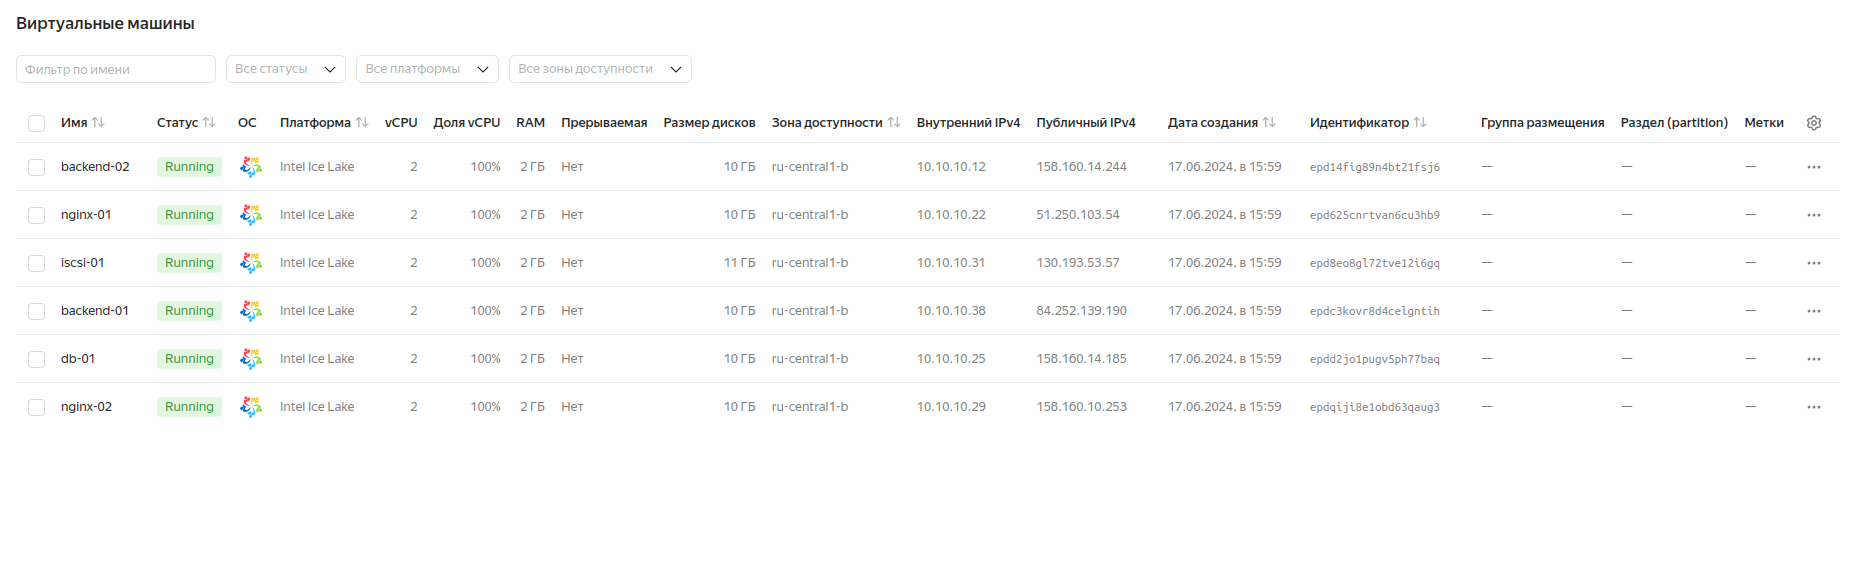 Виртуальные машины
Фильтр по имени Все статусы Все платформы Все зоны доступности
Имя Статус ОС Платформа vCPU Доля vCPU RAM Прерываемая Размер дисков Зона доступности Внутренний IPv4 Публичный IPv4 Дата создания Идентификатор Группа размещения Раздел (partition) Метки
backend-02 Running Intel Ice Lake 2 100% 2 ГБ Нет 10 ГБ ru-central1-b 10.10.10.12 158.160.14.244 17.06.2024, в 15:59 epd14fig89n4bt21fsj6 — — —
nginx-01 Running Intel Ice Lake 2 100% 2 ГБ Нет 10 ГБ ru-central1-b 10.10.10.22 51.250.103.54 17.06.2024, в 15:59 epd625cnrtvan6cu3hb9 — — —
iscsi-01 Running Intel Ice Lake 2 100% 2 ГБ Нет 11 ГБ ru-central1-b 10.10.10.31 130.193.53.57 17.06.2024, в 15:59 epd8eo8gl72tve12i6gq — — —
backend-01 Running Intel Ice Lake 2 100% 2 ГБ Нет 10 ГБ ru-central1-b 10.10.10.38 84.252.139.190 17.06.2024, в 15:59 epdc3kovr8d4celgntih — — —
db-01 Running Intel Ice Lake 2 100% 2 ГБ Нет 10 ГБ ru-central1-b 10.10.10.25 158.160.14.185 17.06.2024, в 15:59 epdd2jo1pugv5ph77baq — — —
nginx-02 Running Intel Ice Lake 2 100% 2 ГБ Нет 10 ГБ ru-central1-b 10.10.10.29 158.160.10.253 17.06.2024, в 15:59 epdqiji8e1obd63qaug3 — — —